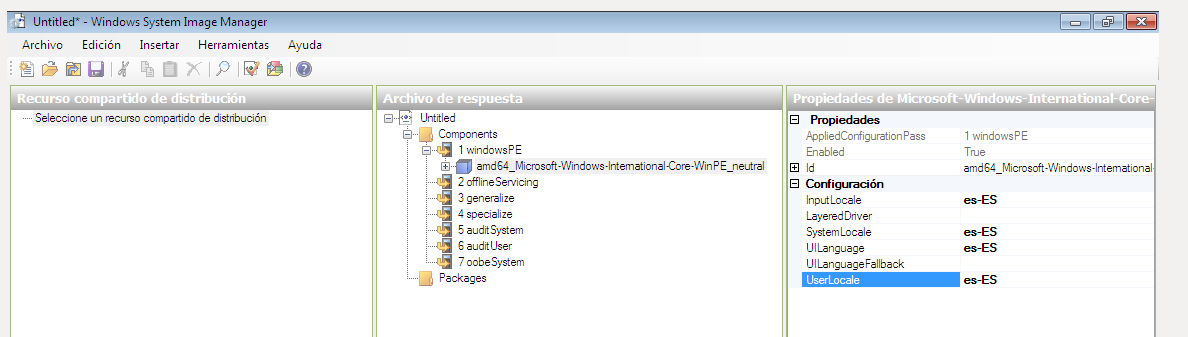 Untitled* - Windows System Image Manager
Archivo Edición Insertar Herramientas Ayuda
Recurso compartido de distribución
Seleccione un recurso compartido de distribución
Archivo de respuesta
Untitled
Components
1 windowsPE
amd64_Microsoft-Windows-International-Core-WinPE_neutral
2 offlineServicing
3 generalize
4 specialize
5 auditSystem
6 auditUser
7 oobeSystem
Packages
Propiedades de Microsoft-Windows-International-Core-
Propiedades
AppliedConfigurationPass 1 windowsPE
Enabled True
Id amd64_Microsoft-Windows-International-
Configuración
InputLocale es-ES
LayeredDriver
SystemLocale es-ES
UILanguage es-ES
UILanguageFallback
UserLocale es-ES